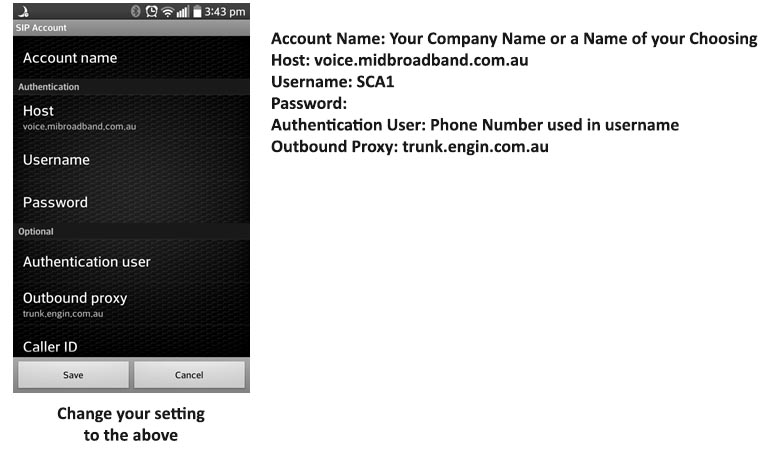 3:43 pm
SIP Account
Account name
Authentication
Host
voice.mibroadband.com.au
Username
Password
Optional
Authentication user
Outbound proxy
trunk.engin.com.au
Caller ID
Save Cancel
Change your setting
to the above
Account Name: Your Company Name or a Name of your Choosing
Host: voice.midbroadband.com.au
Username: SCA1
Password:
Authentication User: Phone Number used in username
Outbound Proxy: trunk.engin.com.au